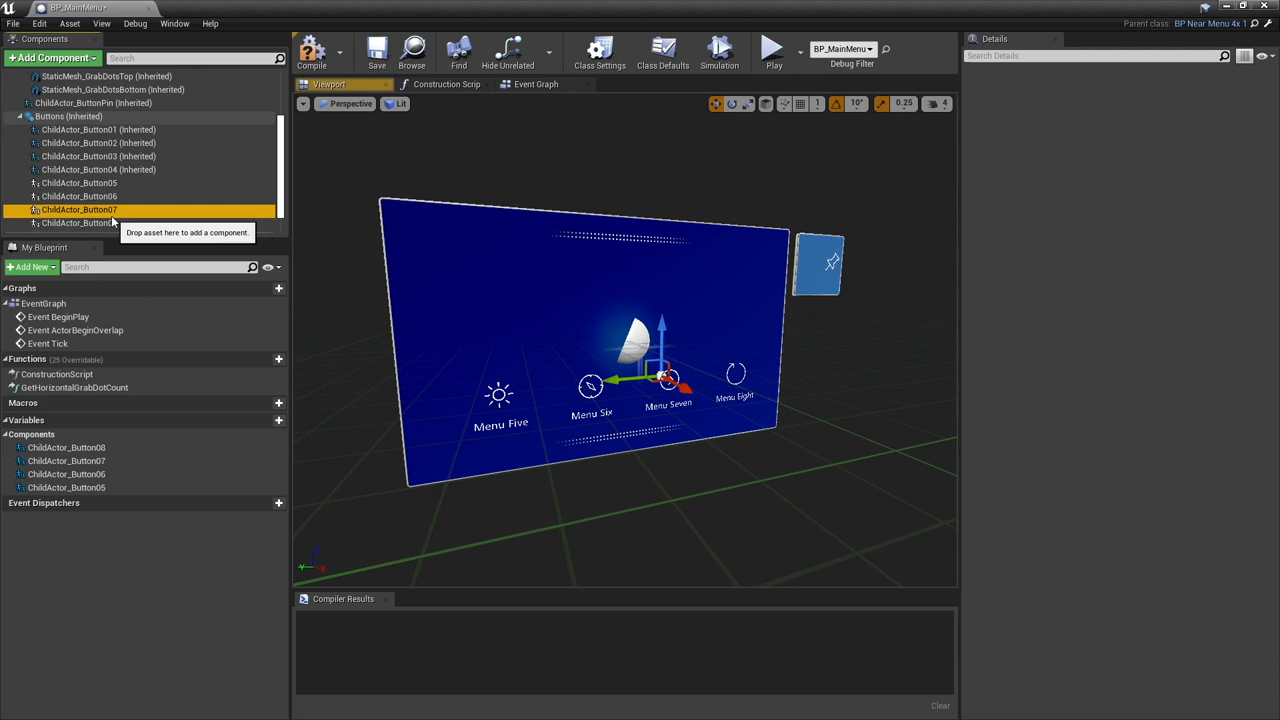 BP_MainMenu*
File Edit Asset View Window Debug Help
Parent class: BP Near Menu 4x 1
Components
+Add Component
Search
StaticMesh_GrabDotsTop (Inherited)
StaticMesh_GrabDotsBottom (Inherited)
ChildActor_ButtonPin (Inherited)
Buttons (Inherited)
ChildActor_Button01 (Inherited)
ChildActor_Button02 (Inherited)
ChildActor_Button03 (Inherited)
ChildActor_Button04 (Inherited)
ChildActor_Button05
ChildActor_Button06
ChildActor_Button07
ChildActor_Button
Drop asset here to add a component.
My Blueprint
+Add New
Search
Graphs
EventGraph
Event BeginPlay
Event ActorBeginOverlap
Event Tick
Functions (25 Overridable)
ConstructionScript
GetHorizontalGrabDotCount
Macros
Variables
Components
ChildActor_Button08
ChildActor_Button07
ChildActor_Button06
ChildActor_Button05
Event Dispatchers
Compile
Save
Browse
Find
Hide Unrelated
Class Settings
Class Defaults
Simulation
Play
BP_MainMenu
Debug Filter
Viewport
Construction Scrip
Event Graph
Perspective
Lit
1
10°
0.25
4
Menu Five
Menu Six
Menu Seven
Menu Eight
Compiler Results
Clear
Details
Search Details